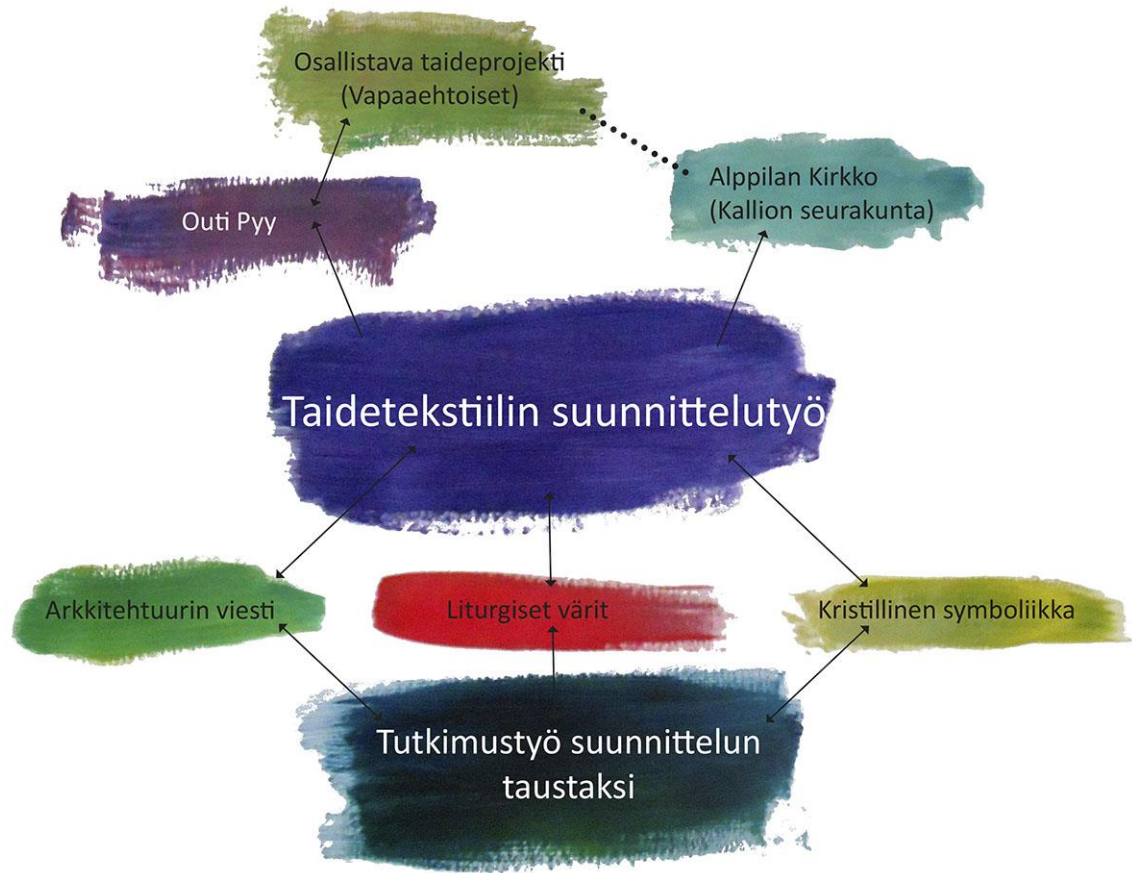 Osallistava taideprojekti
(Vapaaehtoiset)
Alppilan Kirkko
(Kallion seurakunta)
Outi Pyy
Taidetekstiilin suunnittelutyö
Arkkitehtuurin viesti
Liturgiset värit
Kristillinen symboliikka
Tutkimustyö suunnittelun
taustaksi